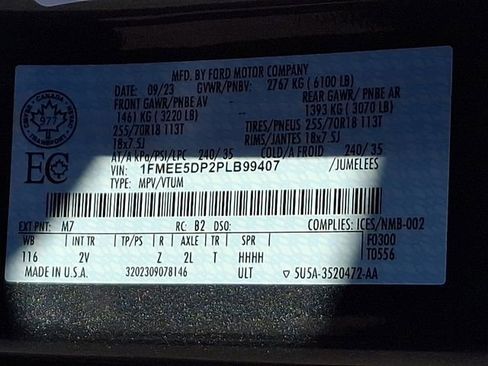 MFD. BY FORD MOTOR COMPANY
DATE: 09/23 GVWR/PNBV: 2767 KG ( 6100 LB)
FRONT GAWR/PNBE AV REAR GAWR/ PNBE AR
1461 KG ( 3220 LB) 1393 KG ( 3070 LB)
255/70R18 113T TIRES/PNEUS 255/70R18 113T
18x7.5J RIMS/JANTES 18x7.5J
AT/A kPa/PSI/LPC 240/ 35 COLD/A FROID 240/ 35
VIN: 1FMEE5DP2PLB99407 /JUMELEES
TYPE: MPV/VTUM
CANADA
977
TRANSPORT
EC
EXT PNT: M7 RC: B2 DSO: COMPLIES: ICES/NMB-002
WB INT TR TP/PS R AXLE TR SPR F0300
116 2V Z 2L T HHHH T0556
MADE IN U.S.A. 3202309078146 ULT 5U5A-3520472-AA